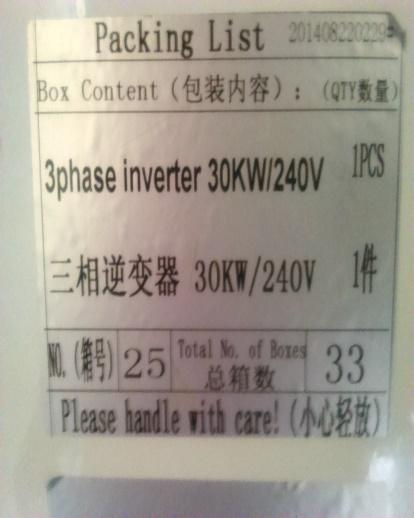 Packing List 201408220229
Box Content (包装内容): (QTY数量)
3phase inverter 30KW/240V 1PCS
三相逆变器 30KW/240V 1件
NO.(箱号) 25 Total No. of Boxes 总箱数 33
Please handle with care!(小心轻放)